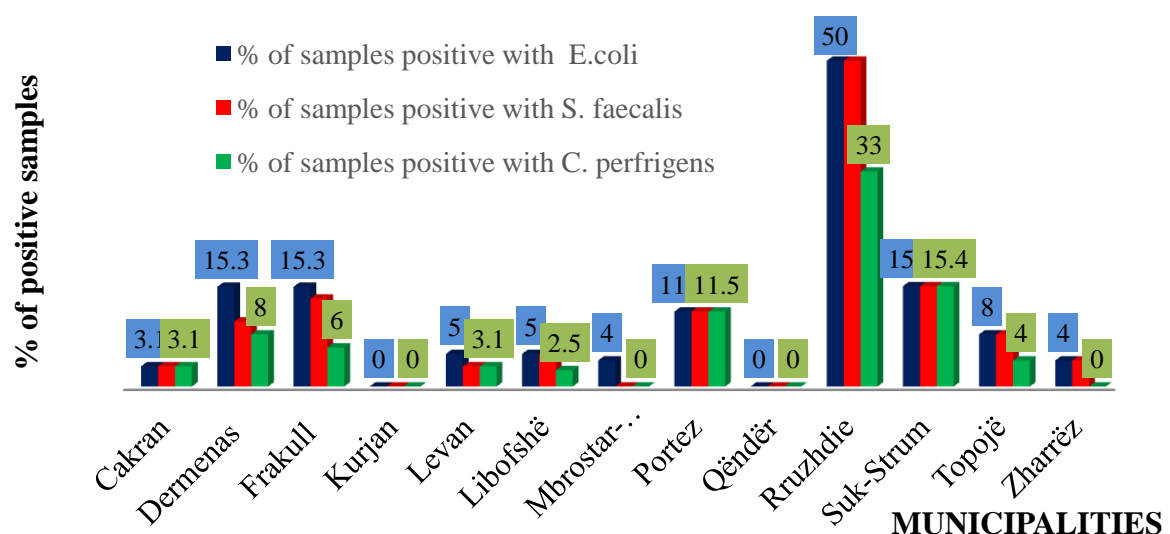 % of positive samples
% of samples positive with E.coli
% of samples positive with S. faecalis
% of samples positive with C. perfrigens
3.1 3.1
15.3 8
15.3 6
0 0
5 3.1
5 2.5
4 0
11 11.5
0 0
50 33
15 15.4
8 4
4 0
Cakran
Dermenas
Frakull
Kurjan
Levan
Libofshë
Mbrostar-…
Portez
Qëndër
Rruzhdie
Suk-Strum
Topojë
Zharrëz
MUNICIPALITIES